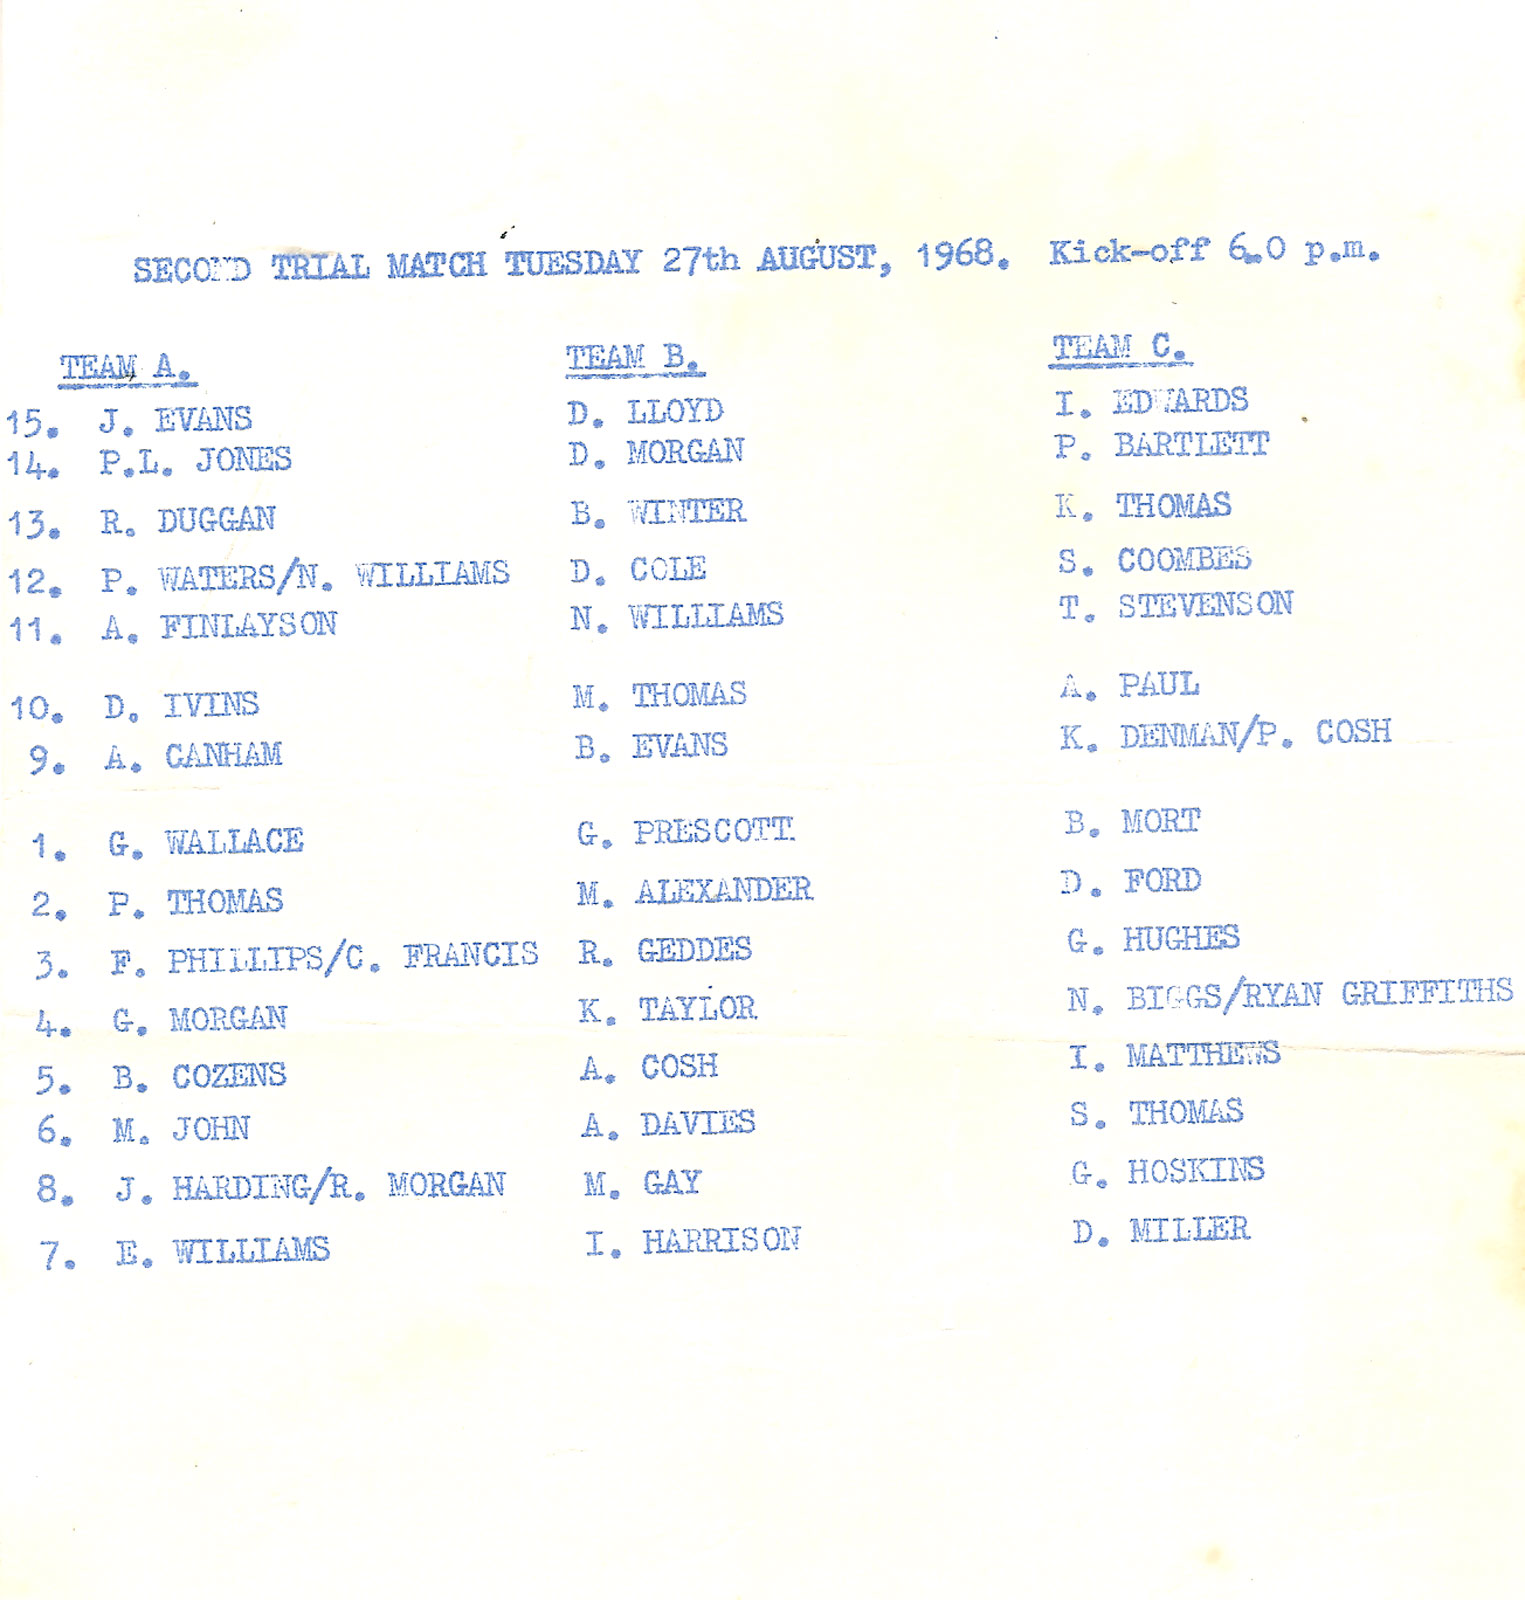 SECOND TRIAL MATCH TUESDAY 27th AUGUST, 1968. Kick-off 6.0 p.m.
TEAM A. TEAM B. TEAM C.
15. J. EVANS D. LLOYD I. EDWARDS
14. P.L. JONES D. MORGAN P. BARTLETT
13. R. DUGGAN B. WINTER K. THOMAS
12. P. WATERS/N. WILLIAMS D. COLE S. COOMBES
11. A. FINLAYSON N. WILLIAMS T. STEVENSON
10. D. IVINS M. THOMAS A. PAUL
9. A. CANHAM B. EVANS K. DENMAN/P. COSH
1. G. WALLACE G. PRESCOTT. B. MORT
2. P. THOMAS M. ALEXANDER D. FORD
3. F. PHILLIPS/C. FRANCIS R. GEDDES G. HUGHES
4. G. MORGAN K. TAYLOR N. BIGGS/RYAN GRIFFITHS
5. B. COZENS A. COSH I. MATTHEWS
6. M. JOHN A. DAVIES S. THOMAS
8. J. HARDING/R. MORGAN M. GAY G. HOSKINS
7. E. WILLIAMS I. HARRISON D. MILLER